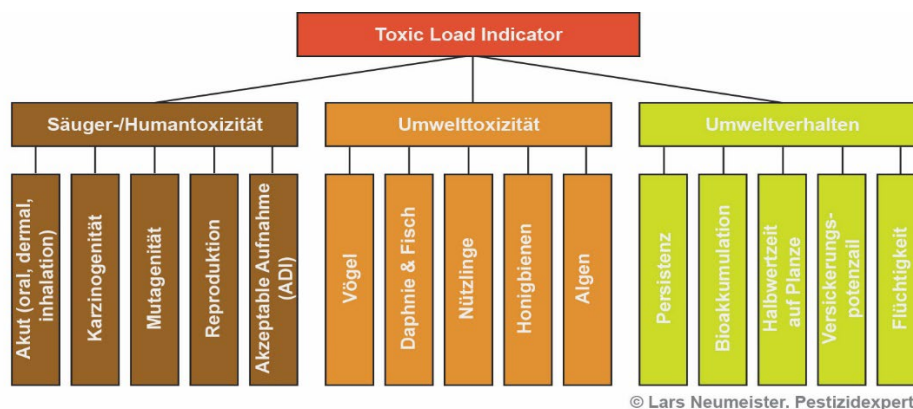 Toxic Load Indicator
Säuger-/Humantoxizität
Umwelttoxizität
Umweltverhalten
Akut (oral, dermal,
inhalation)
Karzinogenität
Mutagenität
Reproduktion
Akzeptable Aufnahme
(ADI)
Vögel
Daphnie & Fisch
Nützlinge
Honigbienen
Algen
Persistenz
Bioakkumulation
Halbwertzeit
auf Planze
Versickerungs-
potenzail
Flüchtigkeit
© Lars Neumeister, Pestizidexpert